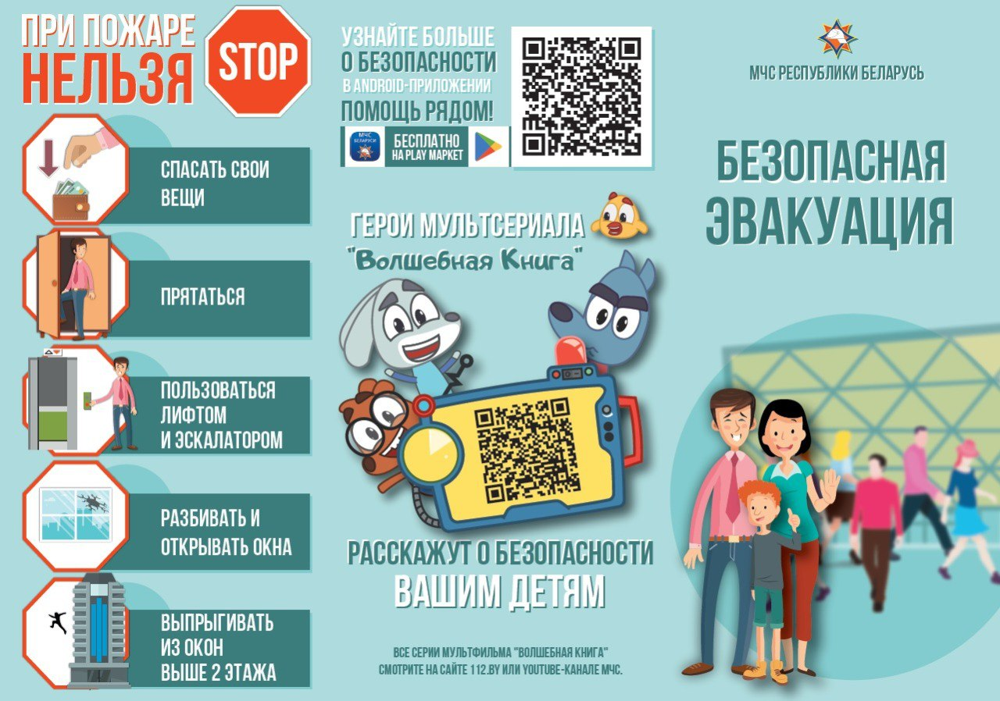 ПРИ ПОЖАРЕ
НЕЛЬЗЯ
STOP
СПАСАТЬ СВОИ
ВЕЩИ
ПРЯТАТЬСЯ
ПОЛЬЗОВАТЬСЯ
ЛИФТОМ
И ЭСКАЛАТОРОМ
РАЗБИВАТЬ И
ОТКРЫВАТЬ ОКНА
ВЫПРЫГИВАТЬ
ИЗ ОКОН
ВЫШЕ 2 ЭТАЖА
УЗНАЙТЕ БОЛЬШЕ
О БЕЗОПАСНОСТИ
В ANDROID-ПРИЛОЖЕНИИ
ПОМОЩЬ РЯДОМ!
МЧС
БЕЛАРУСИ
БЕСПЛАТНО
НА PLAY МАРКЕТ
ГЕРОИ МУЛЬТСЕРИАЛА
"Волшебная Книга"
РАССКАЖУТ О БЕЗОПАСНОСТИ
ВАШИМ ДЕТЯМ
ВСЕ СЕРИИ МУЛЬТФИЛЬМА "ВОЛШЕБНАЯ КНИГА"
СМОТРИТЕ НА САЙТЕ 112.BY ИЛИ YOUTUBE-КАНАЛЕ МЧС.
МЧС РЕСПУБЛИКИ БЕЛАРУСЬ
БЕЗОПАСНАЯ
ЭВАКУАЦИЯ